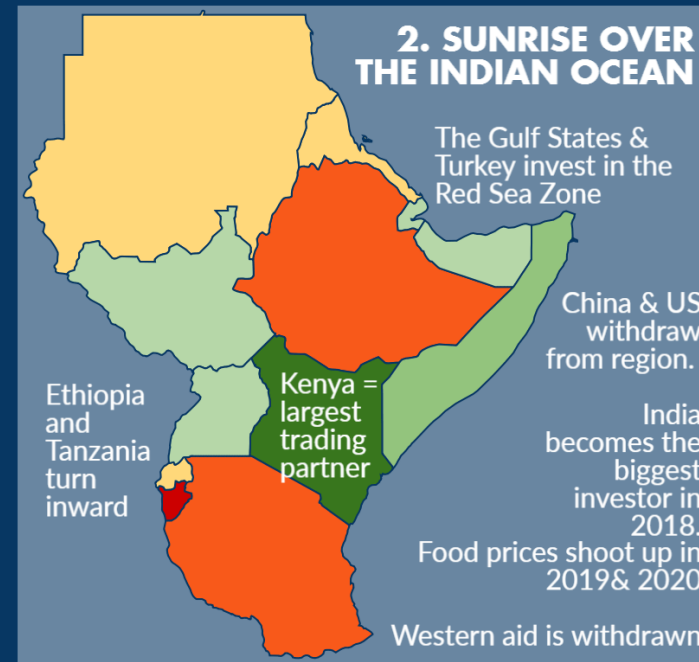 2. SUNRISE OVER
THE INDIAN OCEAN
The Gulf States &
Turkey invest in the
Red Sea Zone
China & US
withdraw
from region.
Ethiopia
and
Tanzania
turn
inward
Kenya =
largest
trading
partner
India
becomes the
biggest
investor in
2018.
Food prices shoot up in
2019& 2020
Western aid is withdrawn